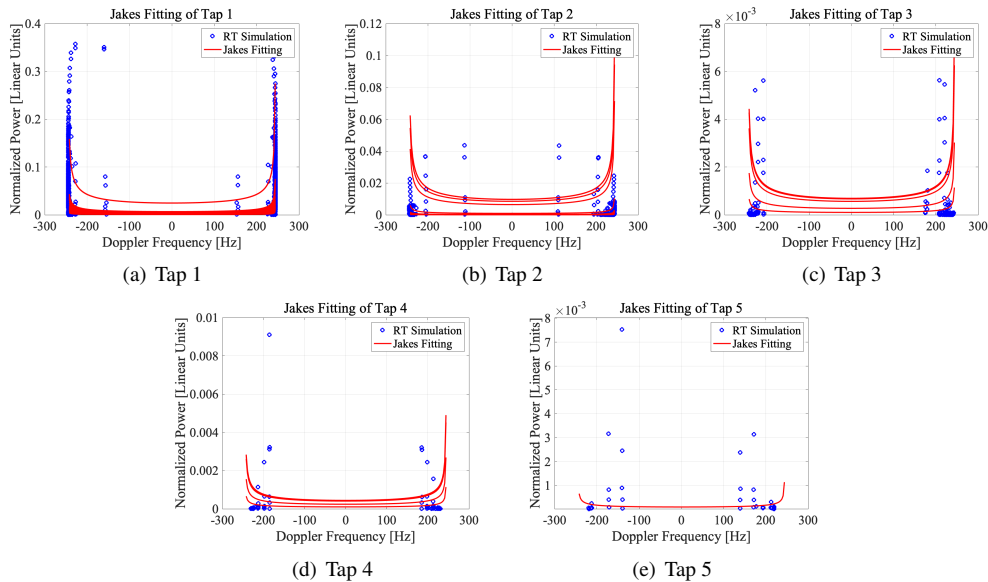 Jakes Fitting of Tap 1
Normalized Power [Linear Units]
0.4
0.3
0.2
0.1
0
-300 -200 -100 0 100 200 300
Doppler Frequency [Hz]
RT Simulation
Jakes Fitting
(a) Tap 1
Jakes Fitting of Tap 2
Normalized Power [Linear Units]
0.12
0.1
0.08
0.06
0.04
0.02
0
-300 -200 -100 0 100 200 300
Doppler Frequency [Hz]
RT Simulation
Jakes Fitting
(b) Tap 2
Jakes Fitting of Tap 3
×10⁻³
Normalized Power [Linear Units]
8
6
4
2
0
-300 -200 -100 0 100 200 300
Doppler Frequency [Hz]
RT Simulation
Jakes Fitting
(c) Tap 3
Jakes Fitting of Tap 4
Normalized Power [Linear Units]
0.01
0.008
0.006
0.004
0.002
0
-300 -200 -100 0 100 200 300
Doppler Frequency [Hz]
RT Simulation
Jakes Fitting
(d) Tap 4
Jakes Fitting of Tap 5
×10⁻³
Normalized Power [Linear Units]
8
7
6
5
4
3
2
1
-300 -200 -100 0 100 200 300
Doppler Frequency [Hz]
RT Simulation
Jakes Fitting
(e) Tap 5